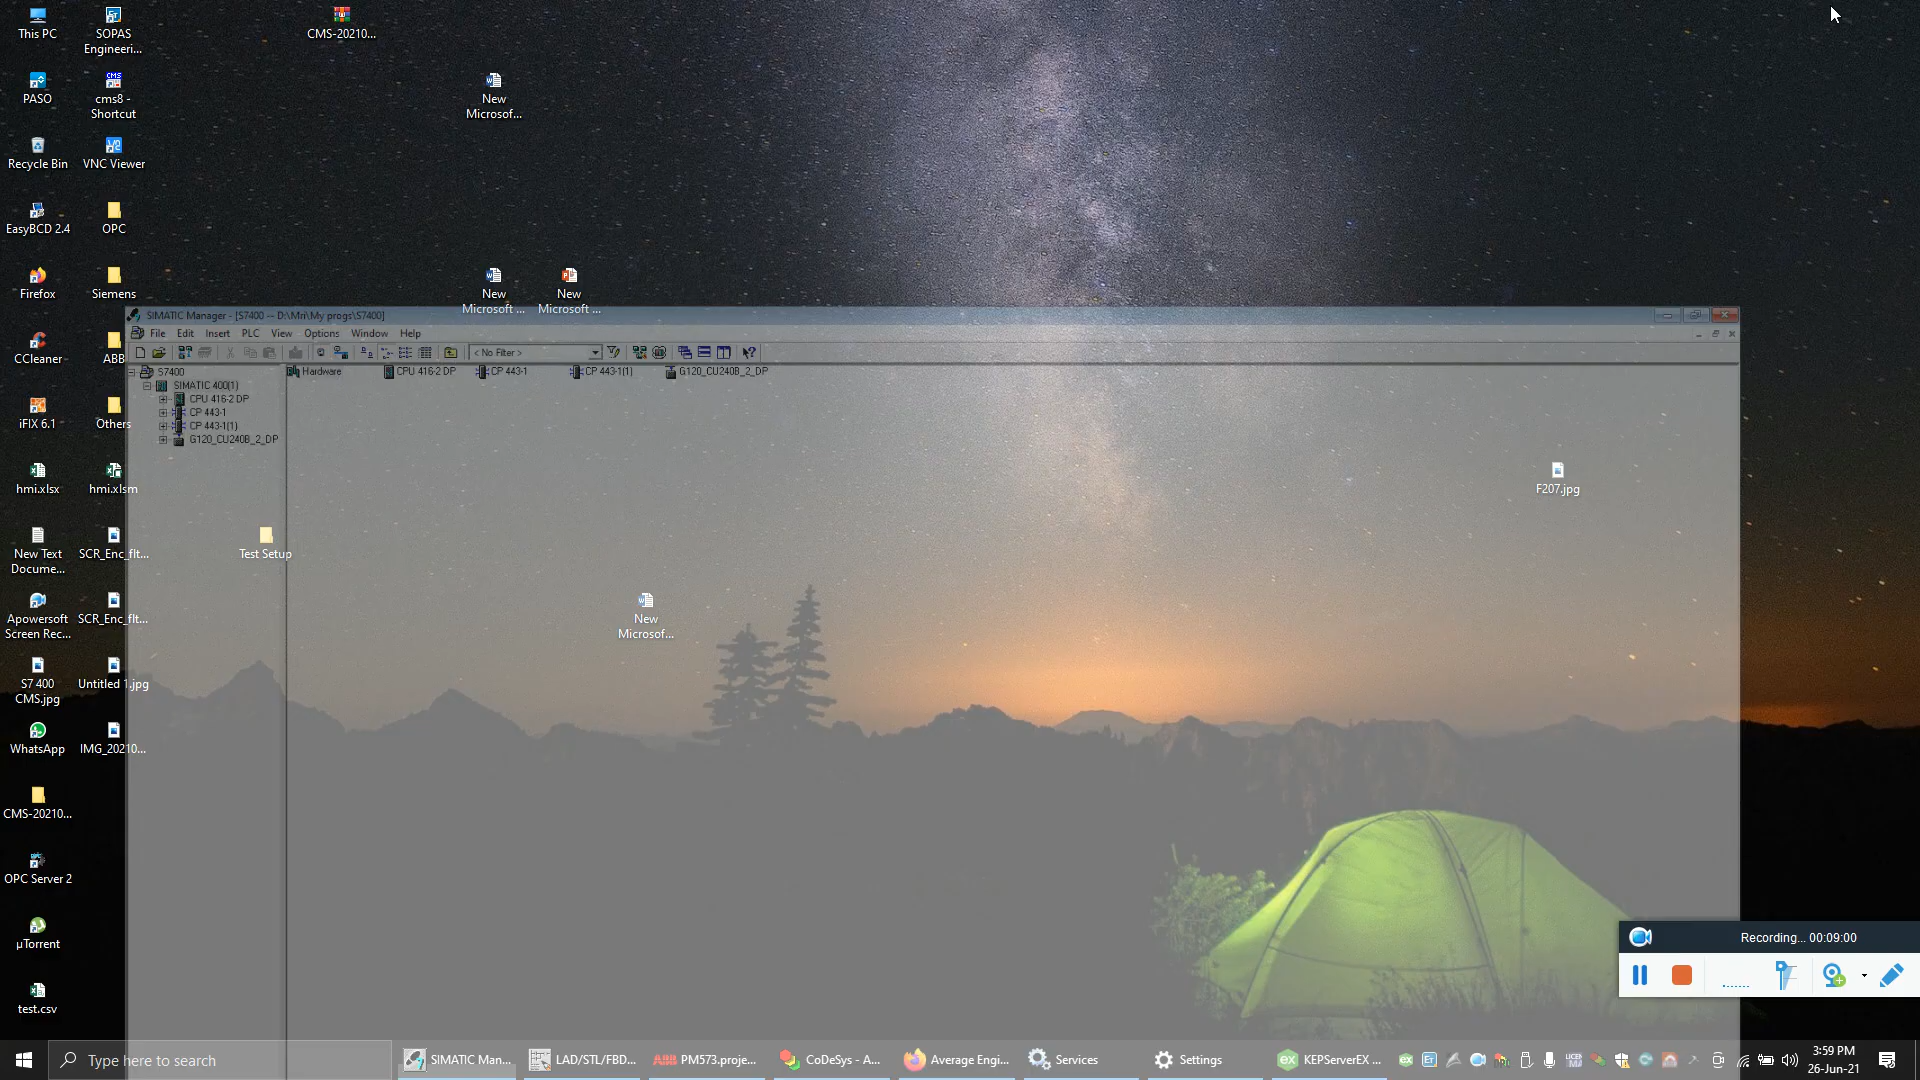 This PC
SOPAS
Engineeri...
CMS-20210...
PASO
cms8 -
Shortcut
New
Microsof...
Recycle Bin
VNC Viewer
EasyBCD 2.4
OPC
Firefox
Siemens
New
Microsoft ...
New
Microsoft ...
SIMATIC Manager - [S7400 -- D:\Mri\My progs\S7400]
File Edit Insert PLC View Options Window Help
CCleaner
ABB
< No Filter >
S7400
SIMATIC 400(1)
CPU 416-2 DP
CP 443-1
CP 443-1(1)
G120_CU240B_2_DP
Hardware
CPU 416-2 DP
CP 443-1
CP 443-1(1)
G120_CU240B_2_DP
iFIX 6.1
Others
hmi.xlsx
hmi.xlsm
F207.jpg
New Text
Docume...
SCR_Enc_flt...
Test Setup
Apowersoft
Screen Rec...
SCR_Enc_flt...
New
Microsof...
S7 400
CMS.jpg
Untitled 1.jpg
WhatsApp
IMG_20210...
CMS-20210...
OPC Server 2
µTorrent
test.csv
Recording... 00:09:00
Type here to search
SIMATIC Man...
LAD/STL/FBD...
ABB PM573.proje...
CoDeSys - A...
Average Engi...
Services
Settings
ex KEPServerEX ...
3:59 PM
26-Jun-21